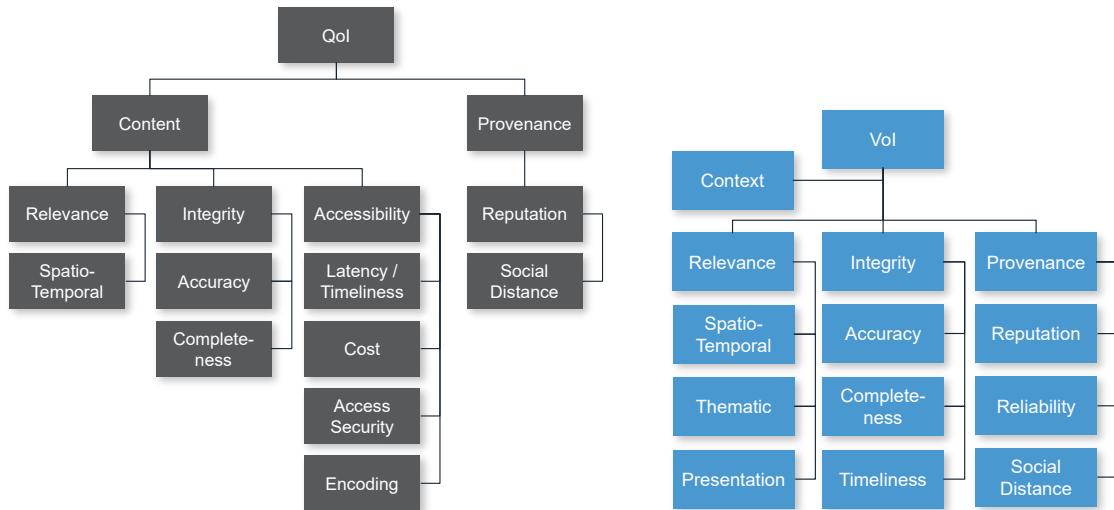 QoI
Content
Provenance
Relevance
Integrity
Accessibility
Reputation
Spatio-
Temporal
Accuracy
Latency /
Timeliness
Social
Distance
Complete-
ness
Cost
Access
Security
Encoding
VoI
Context
Relevance
Integrity
Provenance
Spatio-
Temporal
Accuracy
Reputation
Thematic
Complete-
ness
Reliability
Presentation
Timeliness
Social
Distance